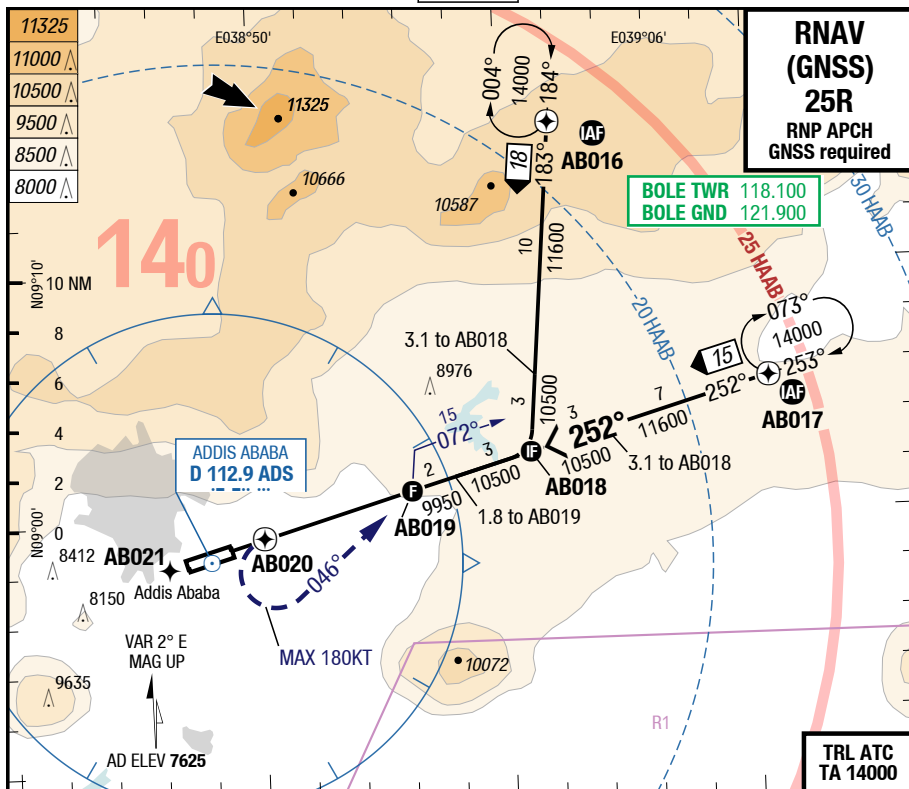 11325
11000
10500
9500
8500
8000
E038°50'
E039°06'
RNAV
(GNSS)
25R
RNP APCH
GNSS required
004°
14000
184°
11325
IAF
AB016
183°
18
10666
10587
BOLE TWR 118.100
BOLE GND 121.900
30 HAAB
25 HAAB
20 HAAB
140
N09°10'
10 NM
8
6
4
2
0
N09°00'
10
11600
073°
14000
253°
15
252°
IAF
AB017
7
11600
3.1 to AB018
3
10500
8976
15
072°
3
252°
10500
3.1 to AB018
IF
AB018
3
10500
2
9950
1.8 to AB019
F
AB019
ADDIS ABABA
D 112.9 ADS
AB021
AB020
Addis Ababa
046°
MAX 180KT
8412
8150
9635
10072
VAR 2° E
MAG UP
AD ELEV 7625
R1
TRL ATC
TA 14000